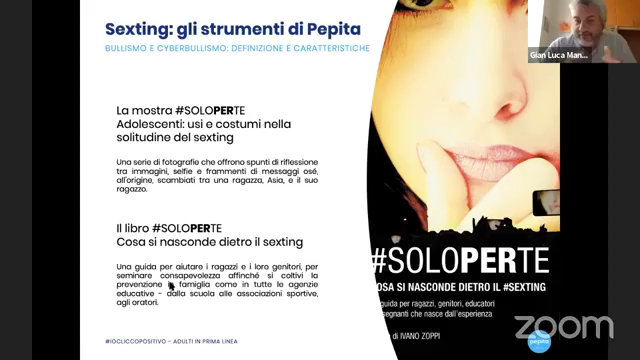 Sexting: gli strumenti di Pepita
BULLISMO E CYBERBULLISMO: DEFINIZIONE E CARATTERISTICHE
La mostra #SOLOPERTE
Adolescenti: usi e costumi nella
solitudine del sexting
Una serie di fotografie che offrono spunti di riflessione
tra immagini, selfie e frammenti di messaggi osé,
all'origine, scambiati tra una ragazza, Asia, e il suo
ragazzo.
Il libro #SOLOPERTE
Cosa si nasconde dietro il sexting
Una guida per aiutare i ragazzi e i loro genitori, per
seminare consapevolezza affinché si coltivi la
prevenzione in famiglia come in tutte le agenzie
educative - dalla scuola alle associazioni sportive,
agli oratori.
#IOCLICCOPOSITIVO - ADULTI IN PRIMA LINEA
Gian Luca Man...
#SOLOPERTE
COSA SI NASCONDE DIETRO IL #SEXTING
guida per ragazzi, genitori, educatori
segnanti che nasce dall'esperienza
di IVANO ZOPPI
pepita
zoom